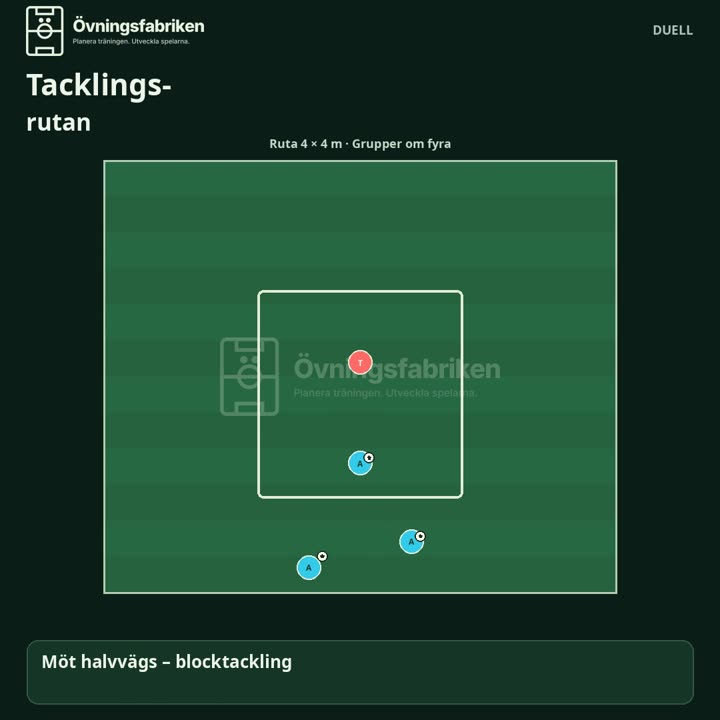 Övningsfabriken
Planera träningen. Utveckla spelarna.
DUELL
Tacklings-
rutan
Ruta 4 × 4 m · Grupper om fyra
T
Övningsfabriken
Planera träningen. Utveckla spelarna.
A
A
A
Möt halvvägs – blocktackling